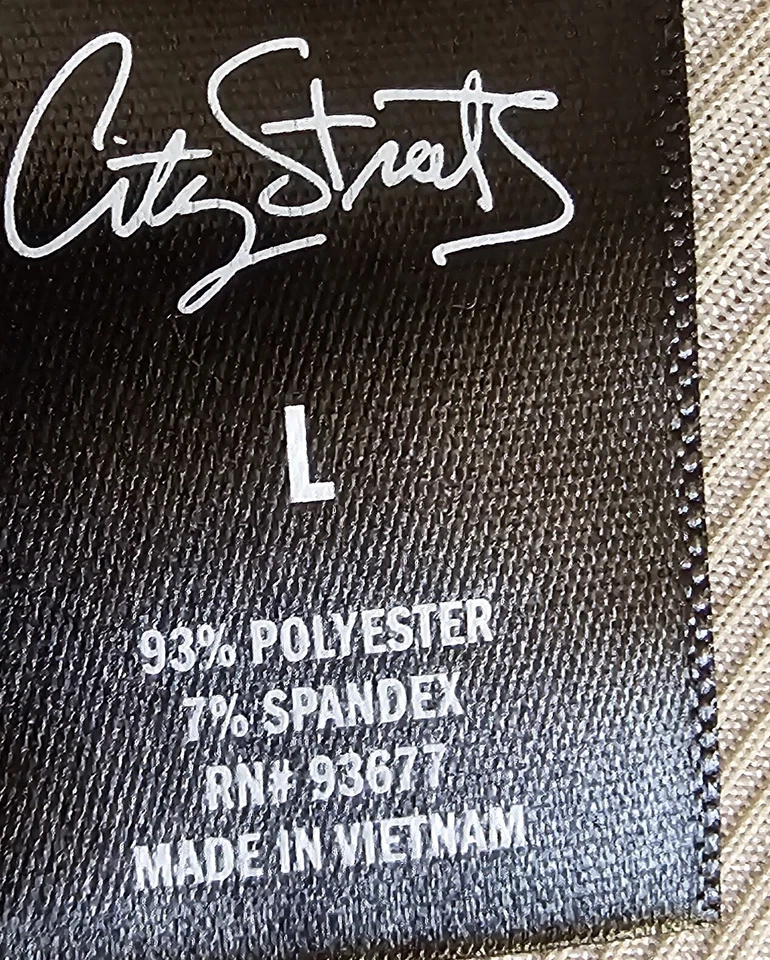 City Streets
L
93% POLYESTER
7% SPANDEX
RN# 93677
MADE IN VIETNAM